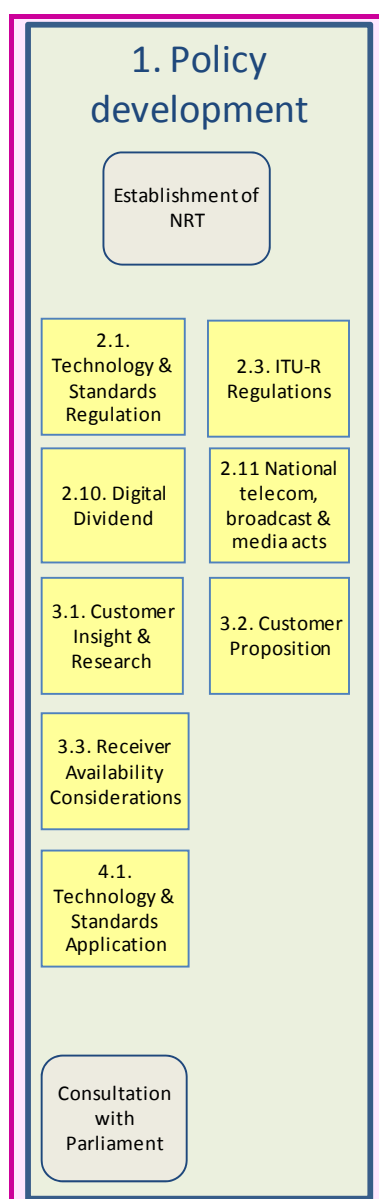 1. Policy
development
Establishment of
NRT
2.1.
Technology &
Standards
Regulation
2.3. ITU-R
Regulations
2.10. Digital
Dividend
2.11 National
telecom,
broadcast &
media acts
3.1. Customer
Insight &
Research
3.2. Customer
Proposition
3.3. Receiver
Availability
Considerations
4.1.
Technology &
Standards
Application
Consultation
with
Parliament